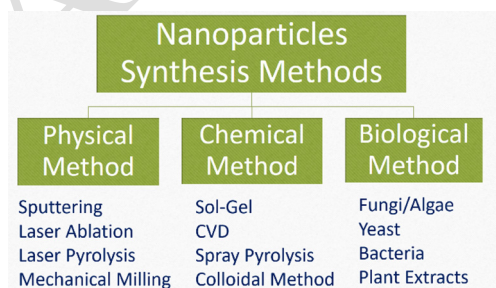 Nanoparticles
Synthesis Methods
Physical
Method
Chemical
Method
Biological
Method
Sputtering
Laser Ablation
Laser Pyrolysis
Mechanical Milling
Sol-Gel
CVD
Spray Pyrolysis
Colloidal Method
Fungi/Algae
Yeast
Bacteria
Plant Extracts